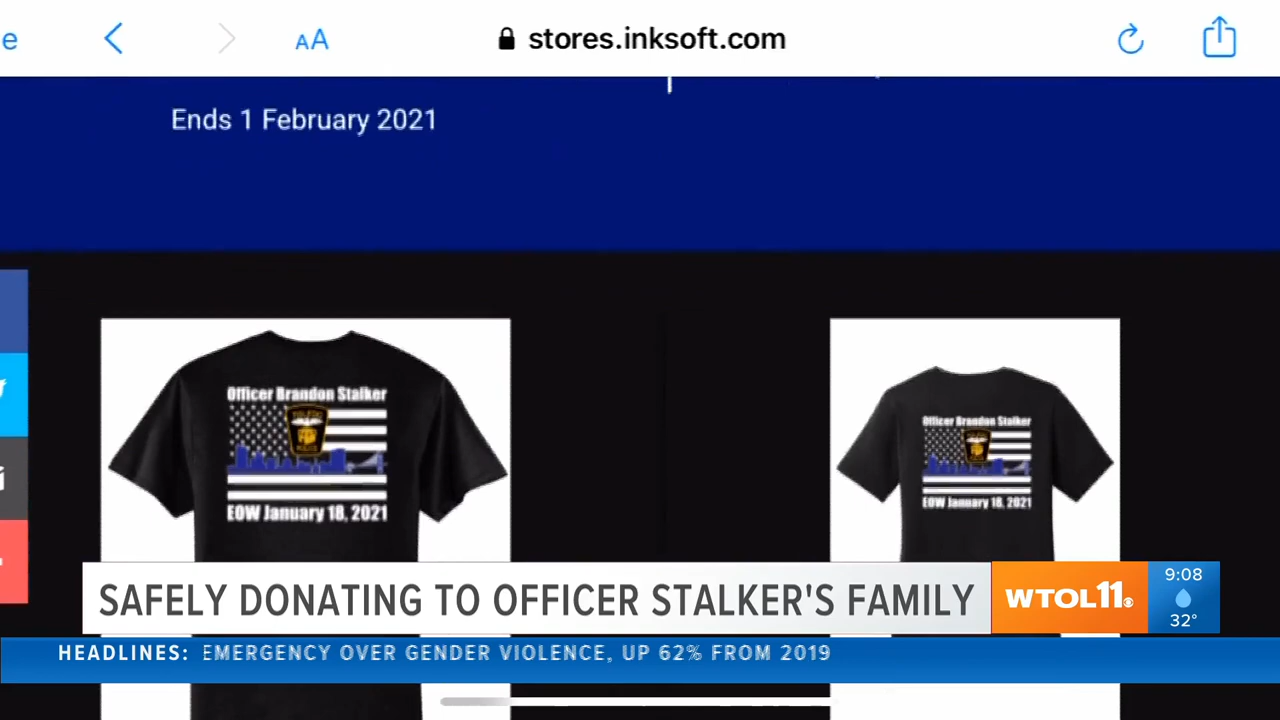 e
AA
stores.inksoft.com
Ends 1 February 2021
Officer Brandon Stalker
EOW January 18, 2021
Officer Brandon Stalker
EOW January 18, 2021
SAFELY DONATING TO OFFICER STALKER'S FAMILY
WTOL11
9:08
32°
HEADLINES: EMERGENCY OVER GENDER VIOLENCE, UP 62% FROM 2019